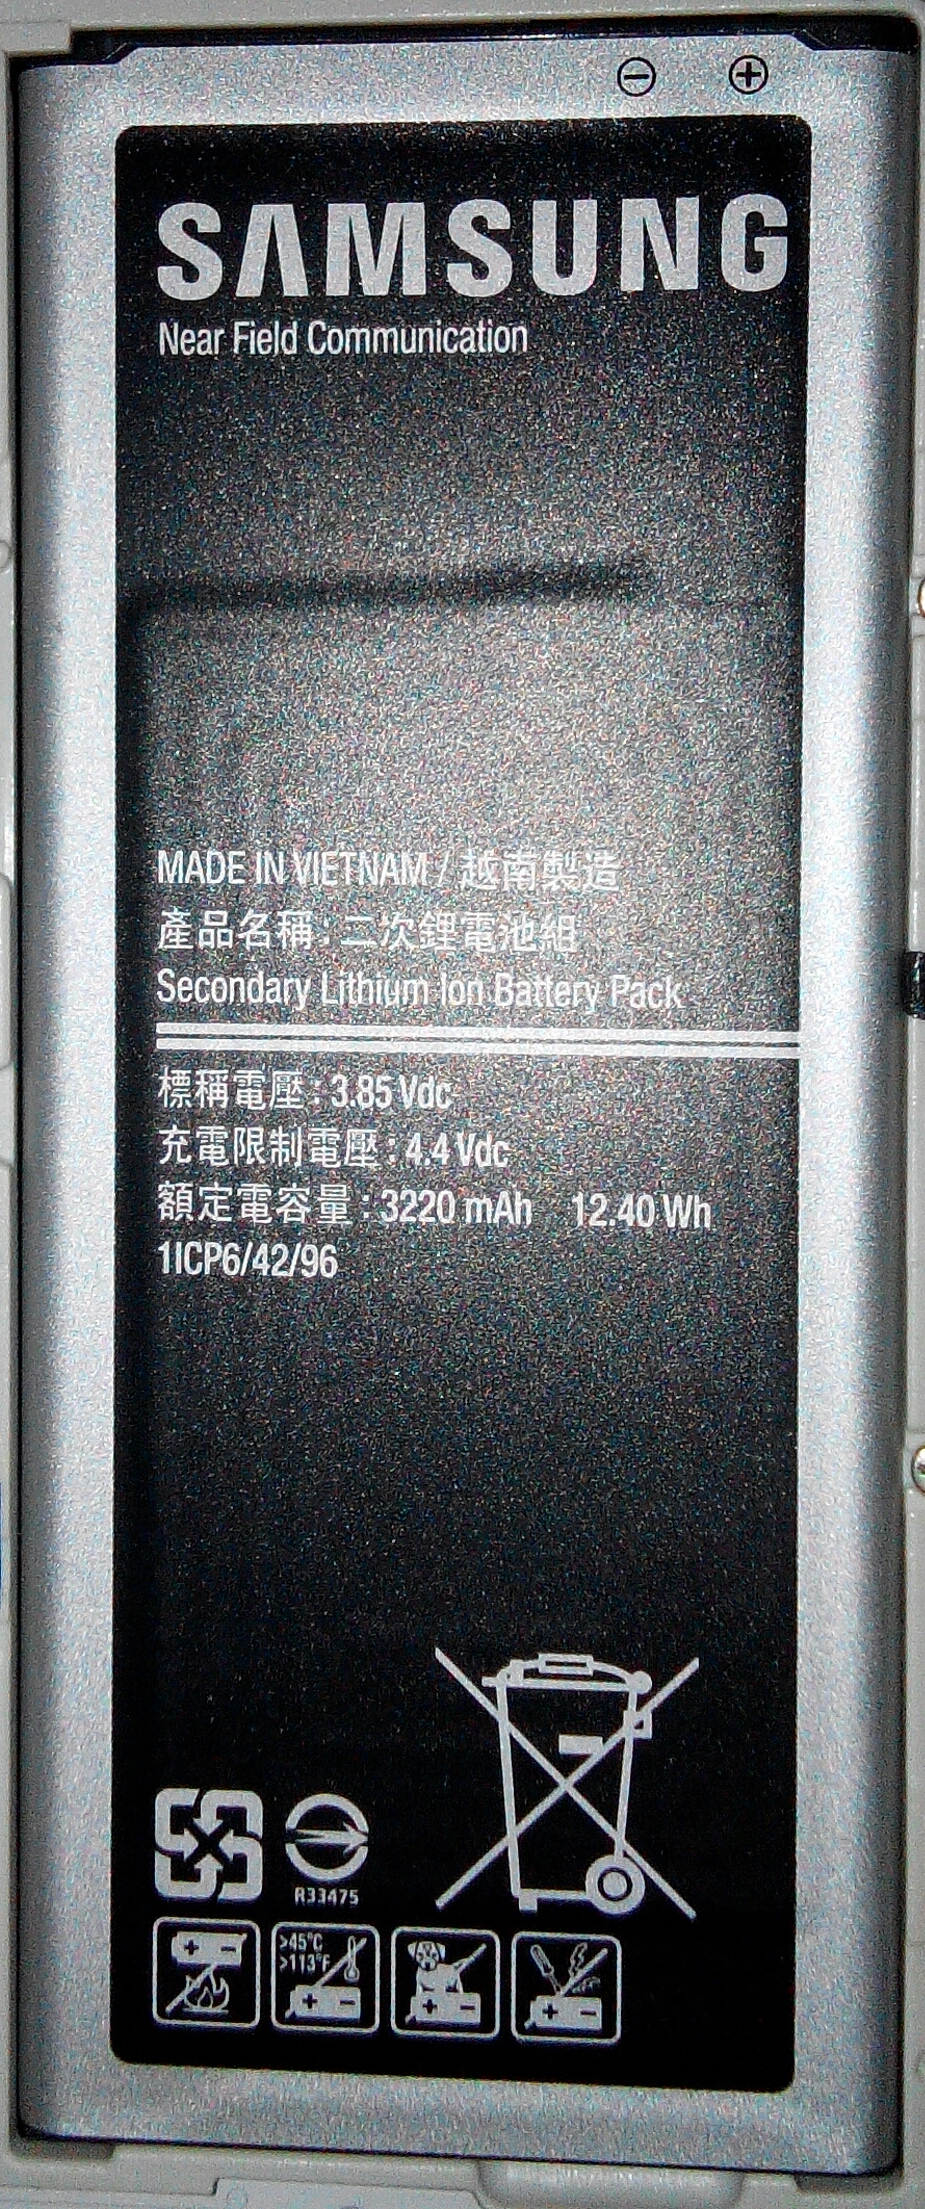 SAMSUNG
Near Field Communication
MADE IN VIETNAM / 越南製造
產品名稱 : 二次鋰電池組
Secondary Lithium Ion Battery Pack
標稱電壓 : 3.85 Vdc
充電限制電壓 : 4.4 Vdc
額定電容量 : 3220 mAh 12.40 Wh
1ICP6/42/96
R33475
>45°C
>113°F